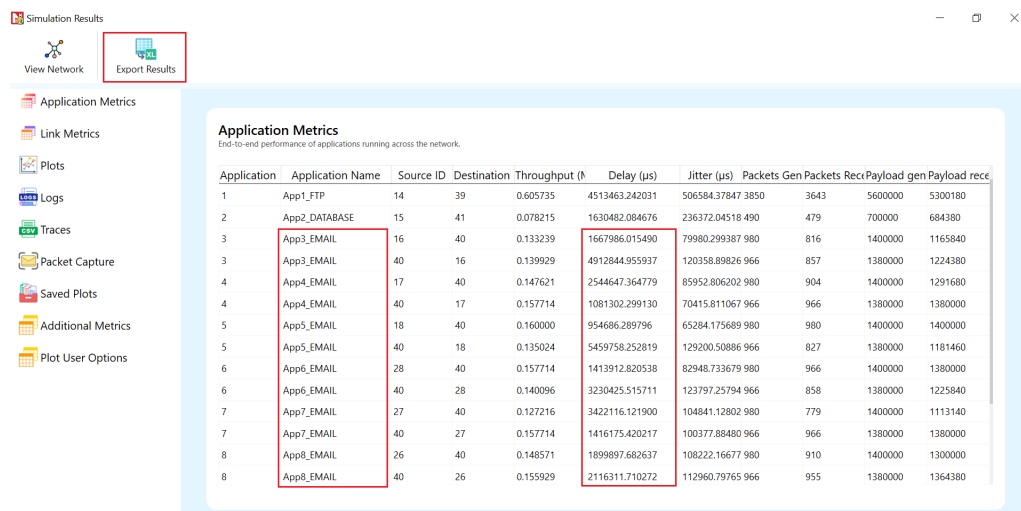 Simulation Results
View Network
Export Results
Application Metrics
Link Metrics
Plots
Logs
Traces
Packet Capture
Saved Plots
Additional Metrics
Plot User Options
Application Metrics
End-to-end performance of applications running across the network.
Application Application Name Source ID Destination Throughput (M Delay (µs) Jitter (µs) Packets Gen Packets Rece Payload gen Payload rece
1 App1_FTP 14 39 0.605735 4513463.242031 506584.37847 3850 3643 5600000 5300180
2 App2_DATABASE 15 41 0.078215 1630482.084676 236372.04518 490 479 700000 684380
3 App3_EMAIL 16 40 0.133239 1667986.015490 79980.299387 980 816 1400000 1165840
3 App3_EMAIL 40 16 0.139929 4912844.955937 120358.89826 966 857 1380000 1224380
4 App4_EMAIL 17 40 0.147621 2544647.364779 85952.806202 980 904 1400000 1291680
4 App4_EMAIL 40 17 0.157714 1081302.299130 70415.811067 966 966 1380000 1380000
5 App5_EMAIL 18 40 0.160000 954686.289796 65284.175689 980 980 1400000 1400000
5 App5_EMAIL 40 18 0.135024 5459758.252819 129200.50886 966 827 1380000 1181460
6 App6_EMAIL 28 40 0.157714 1413912.820538 82948.733679 980 966 1400000 1380000
6 App6_EMAIL 40 28 0.140096 3230425.515711 123797.25794 966 858 1380000 1225840
7 App7_EMAIL 27 40 0.127216 3422116.121900 104841.12802 980 779 1400000 1113140
7 App7_EMAIL 40 27 0.157714 1416175.420217 100377.88480 966 966 1380000 1380000
8 App8_EMAIL 26 40 0.148571 1899897.682637 108222.16677 980 910 1400000 1300000
8 App8_EMAIL 40 26 0.155929 2116311.710272 112960.79765 966 955 1380000 1364380